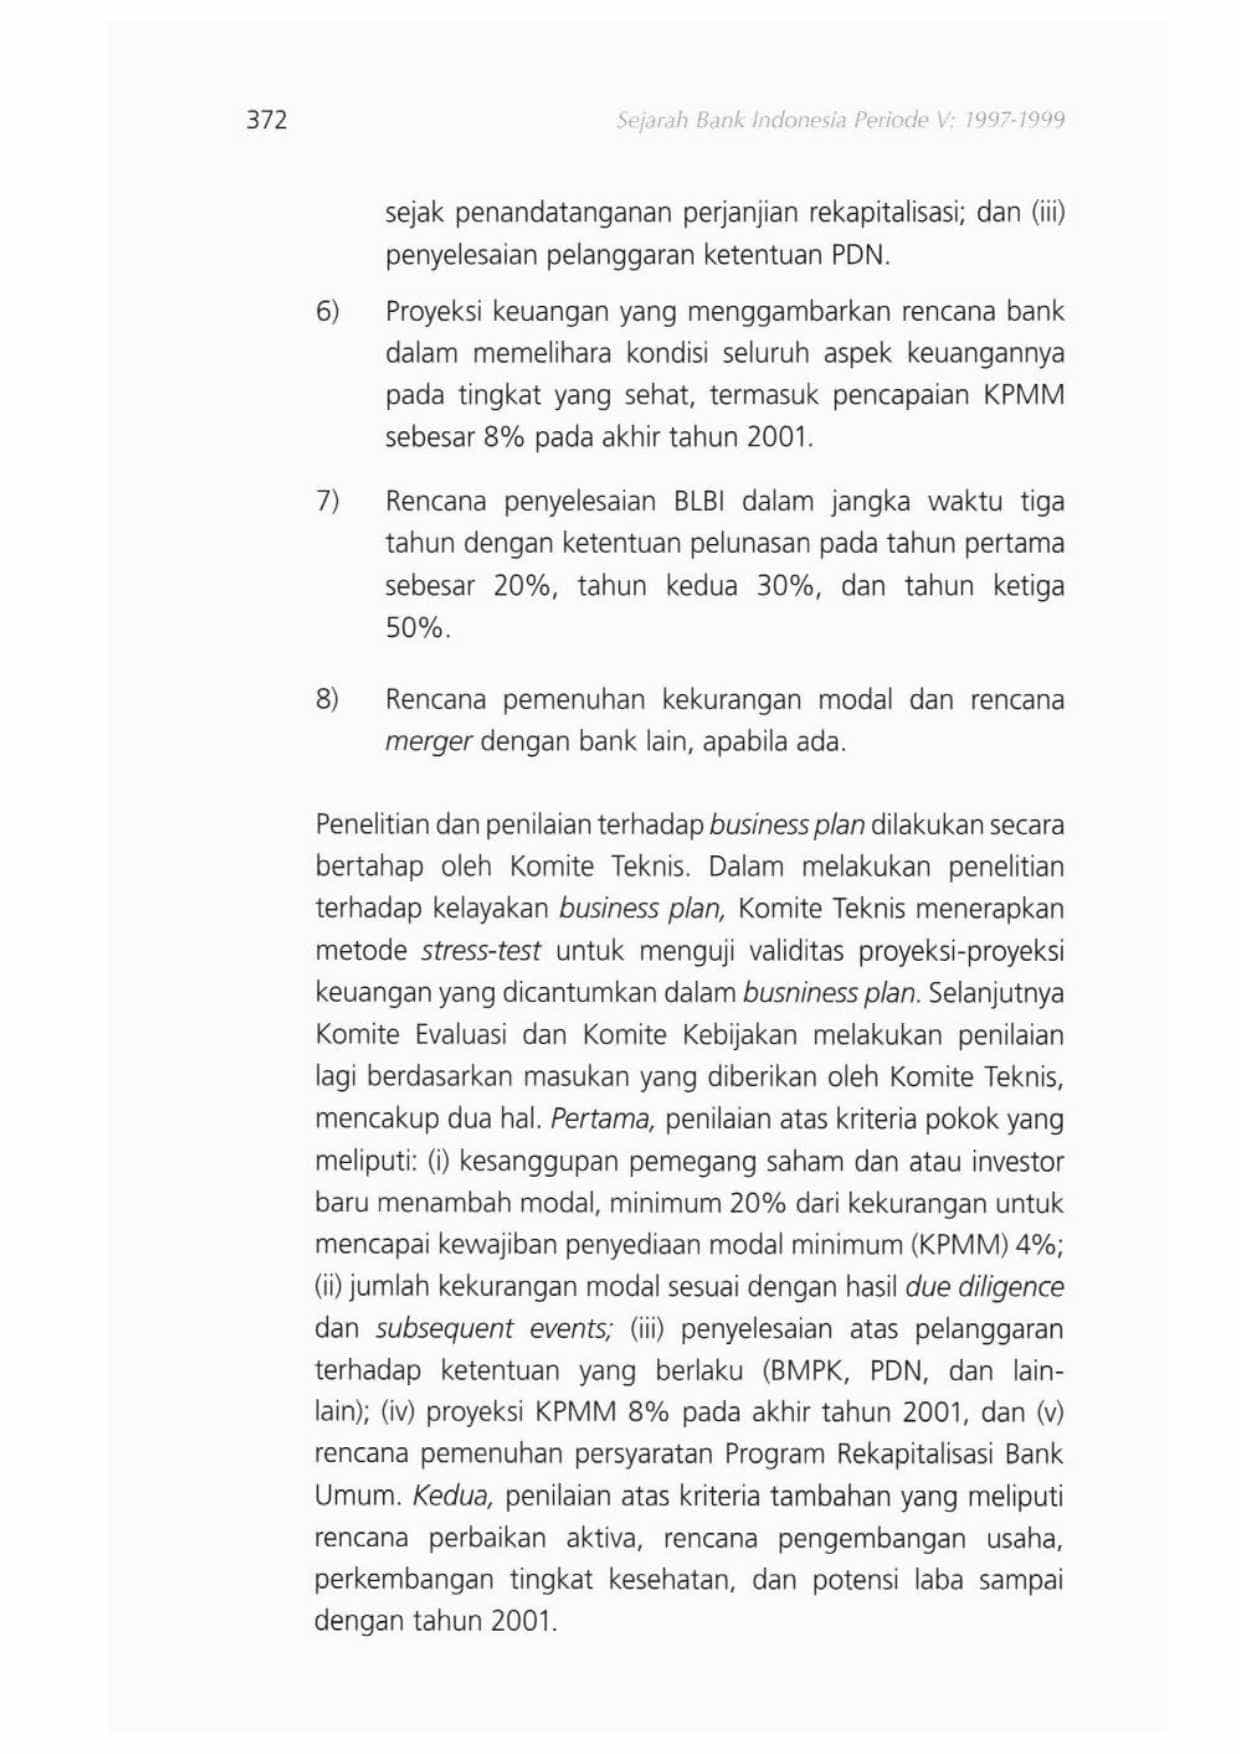 372
Sejarah Bank Indonesia Periode V: 1997-1999
sejak penandatanganan perjanjian rekapitalisasi; dan (iii)
penyelesaian pelanggaran ketentuan PDN.
6) Proyeksi keuangan yang menggambarkan rencana bank
dalam memelihara kondisi seluruh aspek keuangannya
pada tingkat yang sehat, termasuk pencapaian KPMM
sebesar 8% pada akhir tahun 2001.
7) Rencana penyelesaian BLBI dalam jangka waktu tiga
tahun dengan ketentuan pelunasan pada tahun pertama
sebesar 20%, tahun kedua 30%, dan tahun ketiga
50%.
8) Rencana pemenuhan kekurangan modal dan rencana
merger dengan bank lain, apabila ada.
Penelitian dan penilaian terhadap business plan dilakukan secara
bertahap oleh Komite Teknis. Dalam melakukan penelitian
terhadap kelayakan business plan, Komite Teknis menerapkan
metode stress-test untuk menguji validitas proyeksi-proyeksi
keuangan yang dicantumkan dalam busniness plan. Selanjutnya
Komite Evaluasi dan Komite Kebijakan melakukan penilaian
lagi berdasarkan masukan yang diberikan oleh Komite Teknis,
mencakup dua hal. Pertama, penilaian atas kriteria pokok yang
meliputi: (i) kesanggupan pemegang saham dan atau investor
baru menambah modal, minimum 20% dari kekurangan untuk
mencapai kewajiban penyediaan modal minimum (KPMM) 4%;
(ii) jumlah kekurangan modal sesuai dengan hasil due diligence
dan subsequent events; (iii) penyelesaian atas pelanggaran
terhadap ketentuan yang berlaku (BMPK, PDN, dan lain-
lain); (iv) proyeksi KPMM 8% pada akhir tahun 2001, dan (v)
rencana pemenuhan persyaratan Program Rekapitalisasi Bank
Umum. Kedua, penilaian atas kriteria tambahan yang meliputi
rencana perbaikan aktiva, rencana pengembangan usaha,
perkembangan tingkat kesehatan, dan potensi laba sampai
dengan tahun 2001.